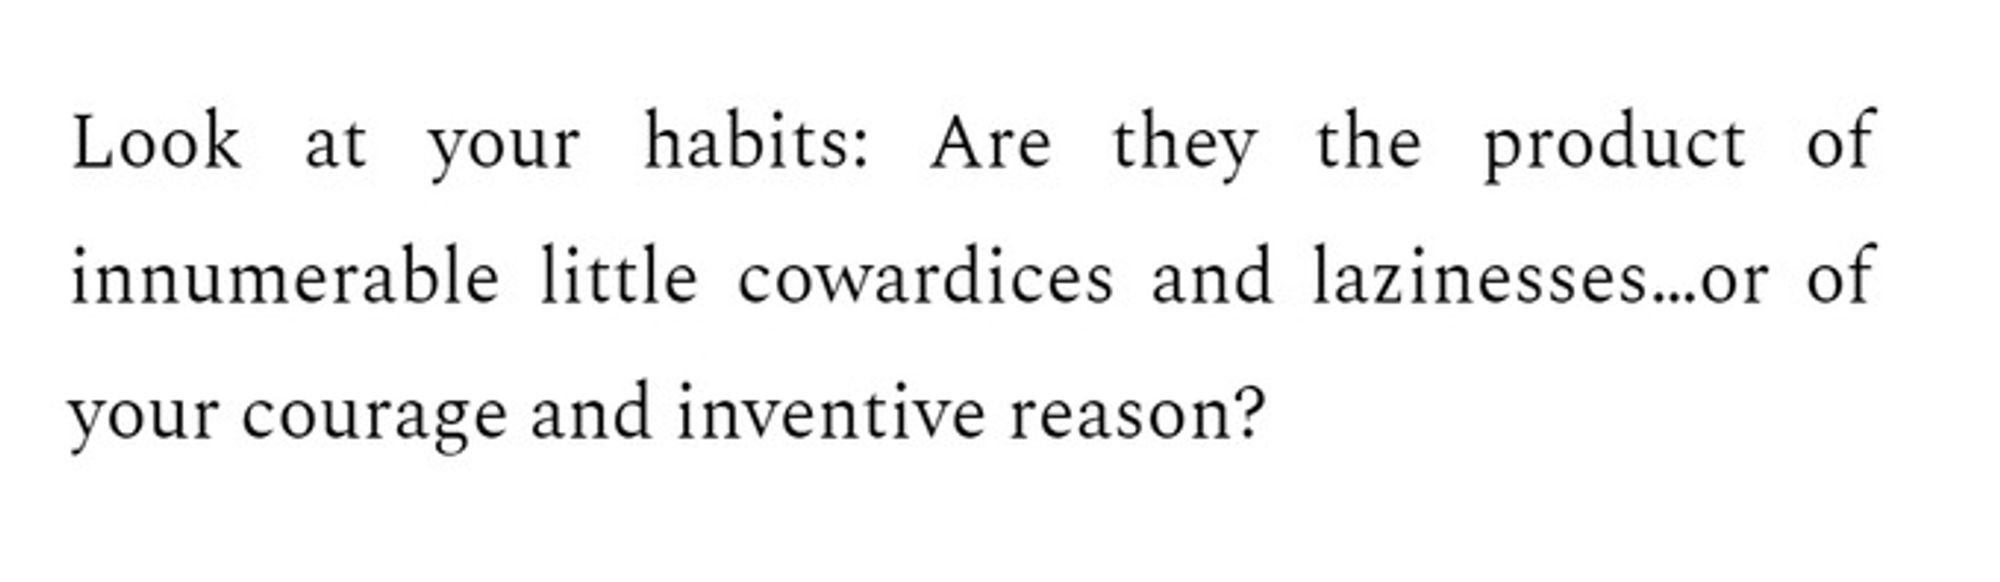 Look at your habits: Are they the product of
innumerable little cowardices and lazinesses...or of
your courage and inventive reason?